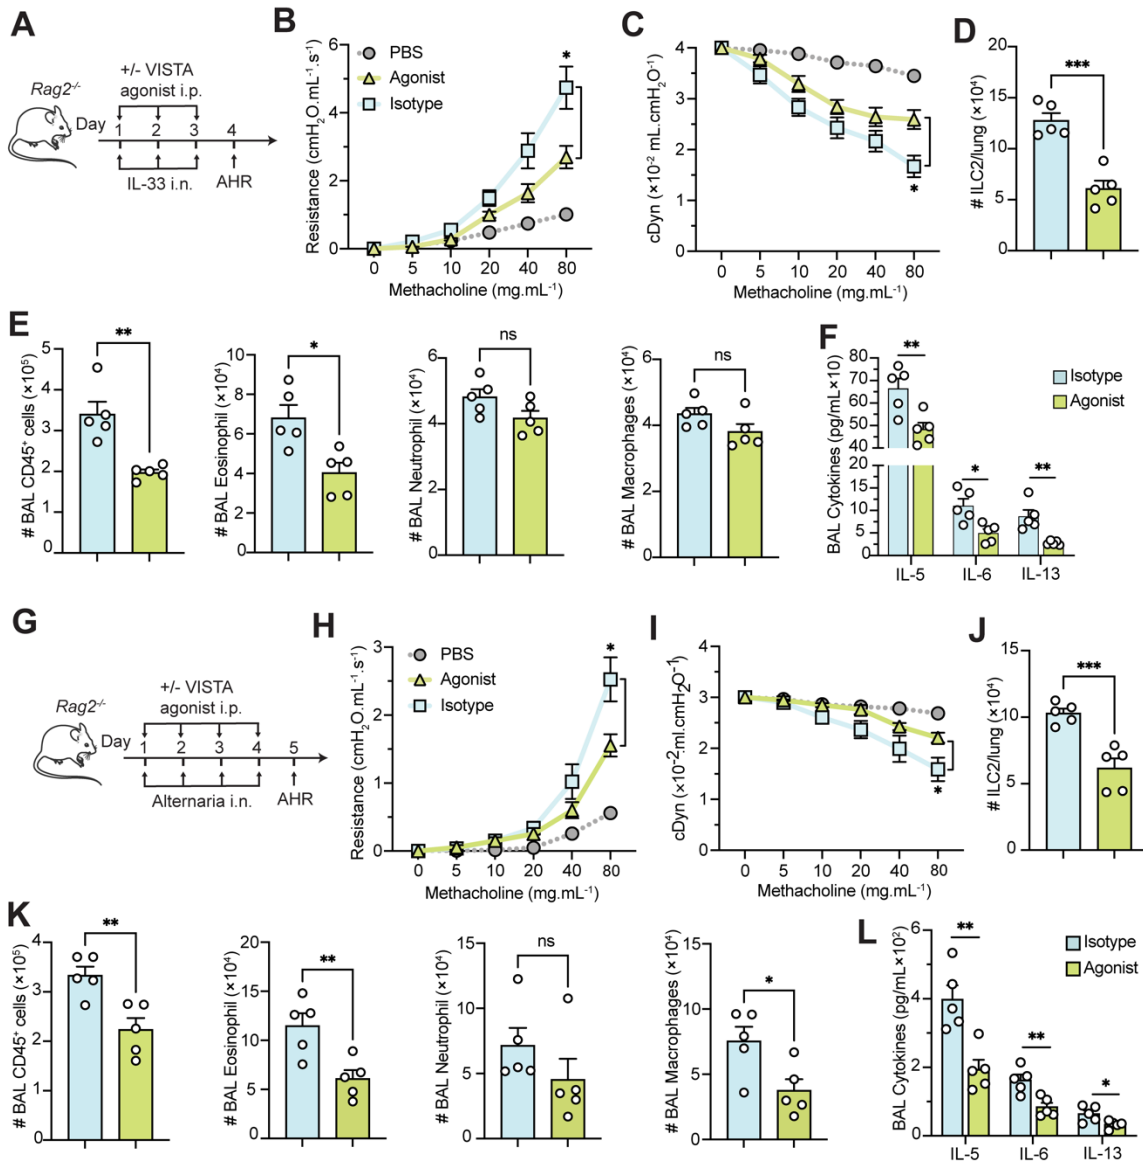 A
Rag2-/-
+/- VISTA
agonist i.p.
Day
1 2 3 4
IL-33 i.n.
AHR
B
Resistance (cmH2O.mL-1.s-1)
6
5
4
3
2
1
0
PBS
Agonist
Isotype
*
0 5 10 20 40 80
Methacholine (mg.mL-1)
C
cDyn (×10-2 mL.cmH2O-1)
4
3
2
1
0
*
0 5 10 20 40 80
Methacholine (mg.mL-1)
D
# ILC2/lung (×10⁴)
20
15
10
5
0
***
E
# BAL CD45+ cells (×10⁵)
5
4
3
2
1
0
**
# BAL Eosinophil (×10⁴)
10
8
6
4
2
0
*
# BAL Neutrophil (×10⁴)
6
4
2
0
ns
# BAL Macrophages (×10⁴)
6
4
2
0
ns
F
BAL Cytokines (pg/mL×10)
80
70
60
50
40
20
15
10
5
0
**
*
**
Isotype
Agonist
IL-5 IL-6 IL-13
G
Rag2-/-
+/- VISTA
agonist i.p.
Day
1 2 3 4 5
Alternaria i.n.
AHR
H
Resistance (cmH2O.mL-1.s-1)
3
2
1
0
PBS
Agonist
Isotype
*
0 5 10 20 40 80
Methacholine (mg.mL-1)
I
cDyn (×10-2.ml.cmH2O-1)
4
3
2
1
0
*
0 5 10 20 40 80
Methacholine (mg.mL-1)
J
# ILC2/lung (×10⁴)
15
10
5
0
***
K
# BAL CD45+ cells (×10⁵)
4
3
2
1
0
**
# BAL Eosinophil (×10⁴)
20
15
10
5
0
**
# BAL Neutrophil (×10⁴)
15
10
5
0
ns
# BAL Macrophages (×10⁴)
15
10
5
0
*
L
BAL Cytokines (pg/mL×10²)
6
4
2
0
**
**
*
Isotype
Agonist
IL-5 IL-6 IL-13